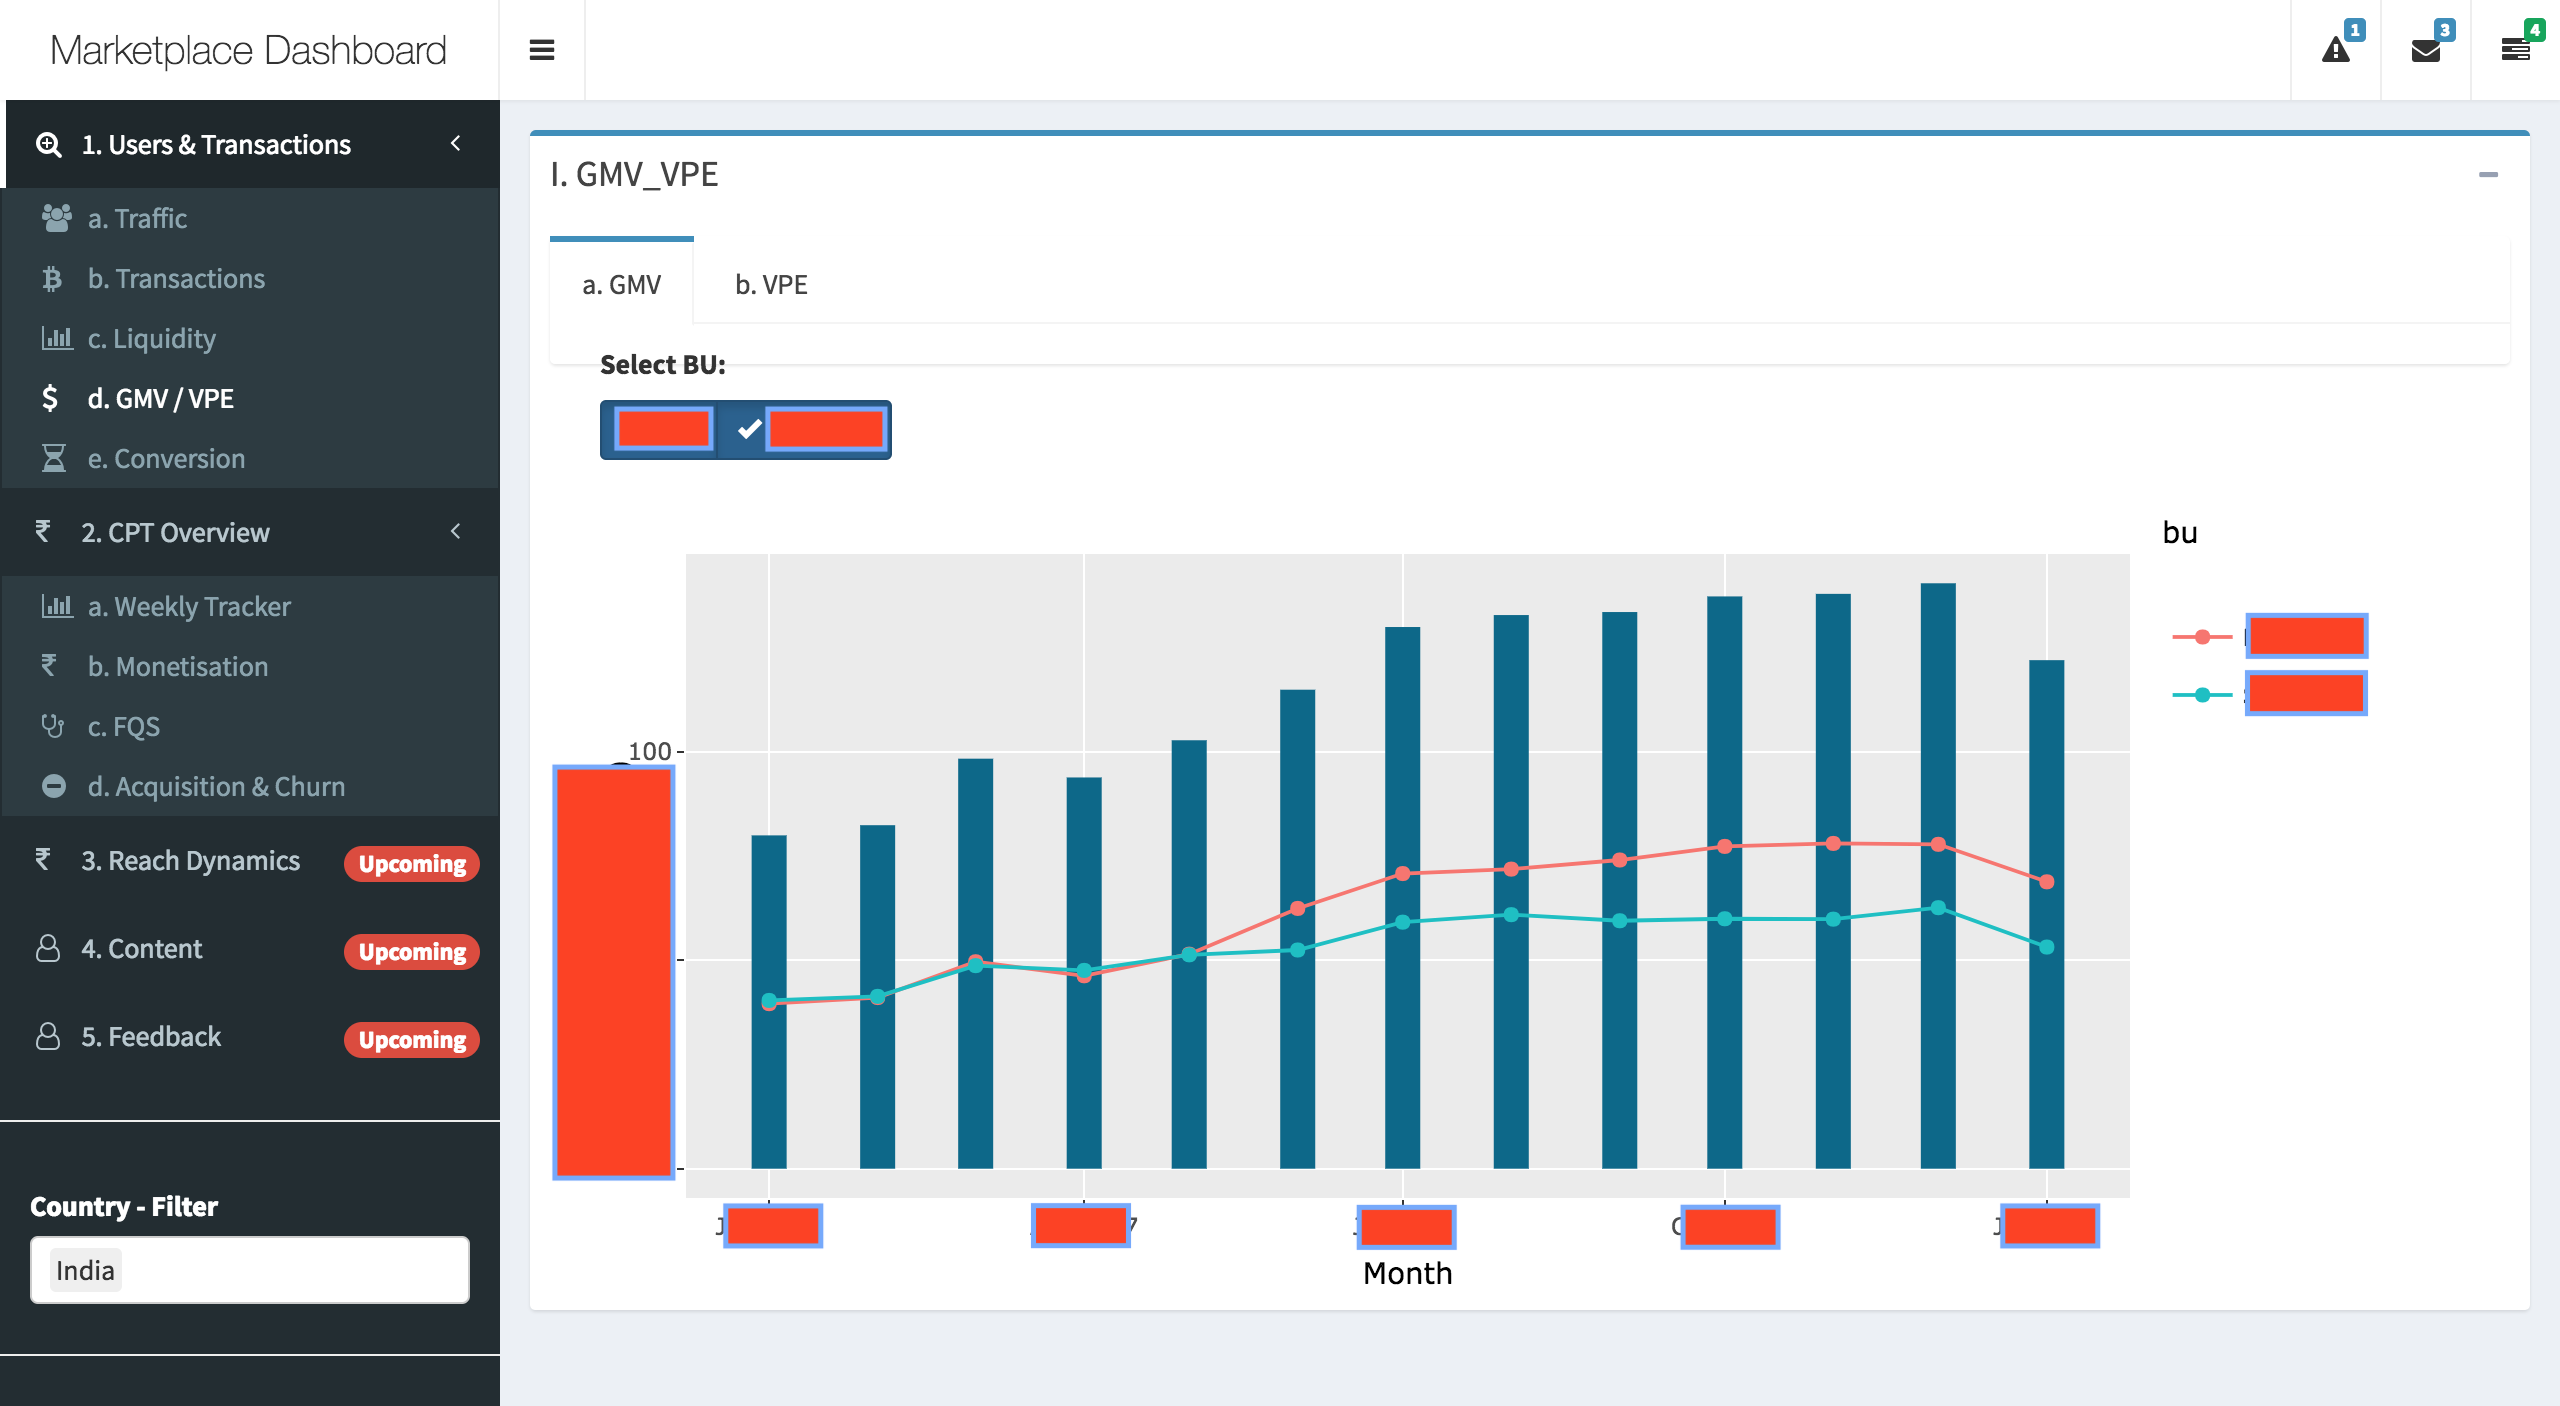 Marketplace Dashboard
1
3
4
1. Users & Transactions
a. Traffic
b. Transactions
c. Liquidity
d. GMV / VPE
e. Conversion
2. CPT Overview
a. Weekly Tracker
b. Monetisation
c. FQS
d. Acquisition & Churn
3. Reach Dynamics Upcoming
4. Content Upcoming
5. Feedback Upcoming
Country - Filter
India
I. GMV_VPE
a. GMV b. VPE
Select BU:
bu
100
Month